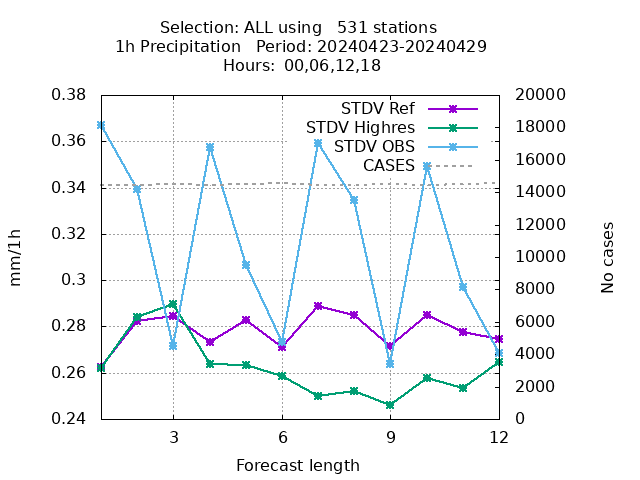 Selection: ALL using   531 stations
1h Precipitation   Period: 20240423-20240429
Hours:  00,06,12,18
STDV Ref
STDV Highres
STDV OBS
CASES
0.38
0.36
0.34
0.32
0.3
0.28
0.26
0.24
mm/1h
20000
18000
16000
14000
12000
10000
8000
6000
4000
2000
0
No cases
3 6 9 12
Forecast length